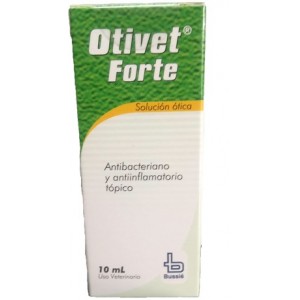 Otivet®
Forte
Solución ótica
Antibacteriano
y antiinflamatorio
tópico
10 mL
Uso Veterinario
Bussié